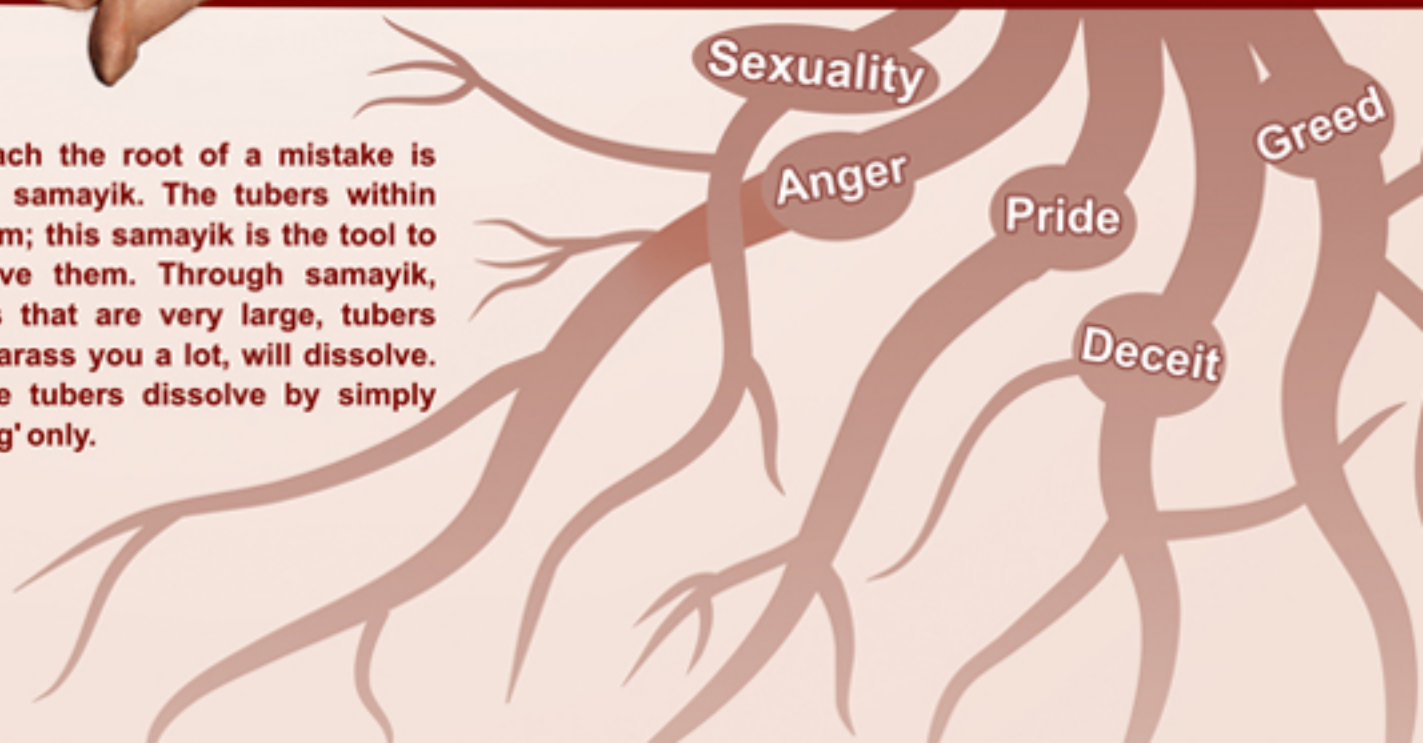 ach the root of a mistake is
samayik. The tubers within
m; this samayik is the tool to
ve them. Through samayik,
s that are very large, tubers
arass you a lot, will dissolve.
e tubers dissolve by simply
g' only.
Sexuality
Anger
Pride
Deceit
Greed